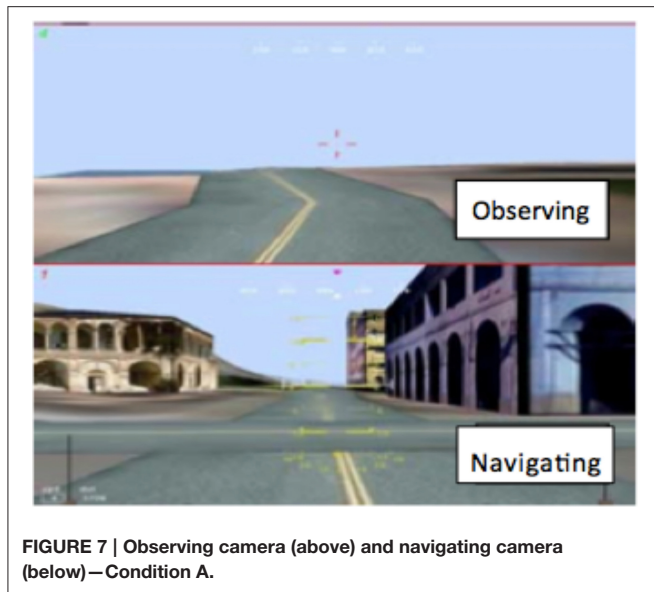 Observing
Navigating
FIGURE 7 | Observing camera (above) and navigating camera
(below)—Condition A.